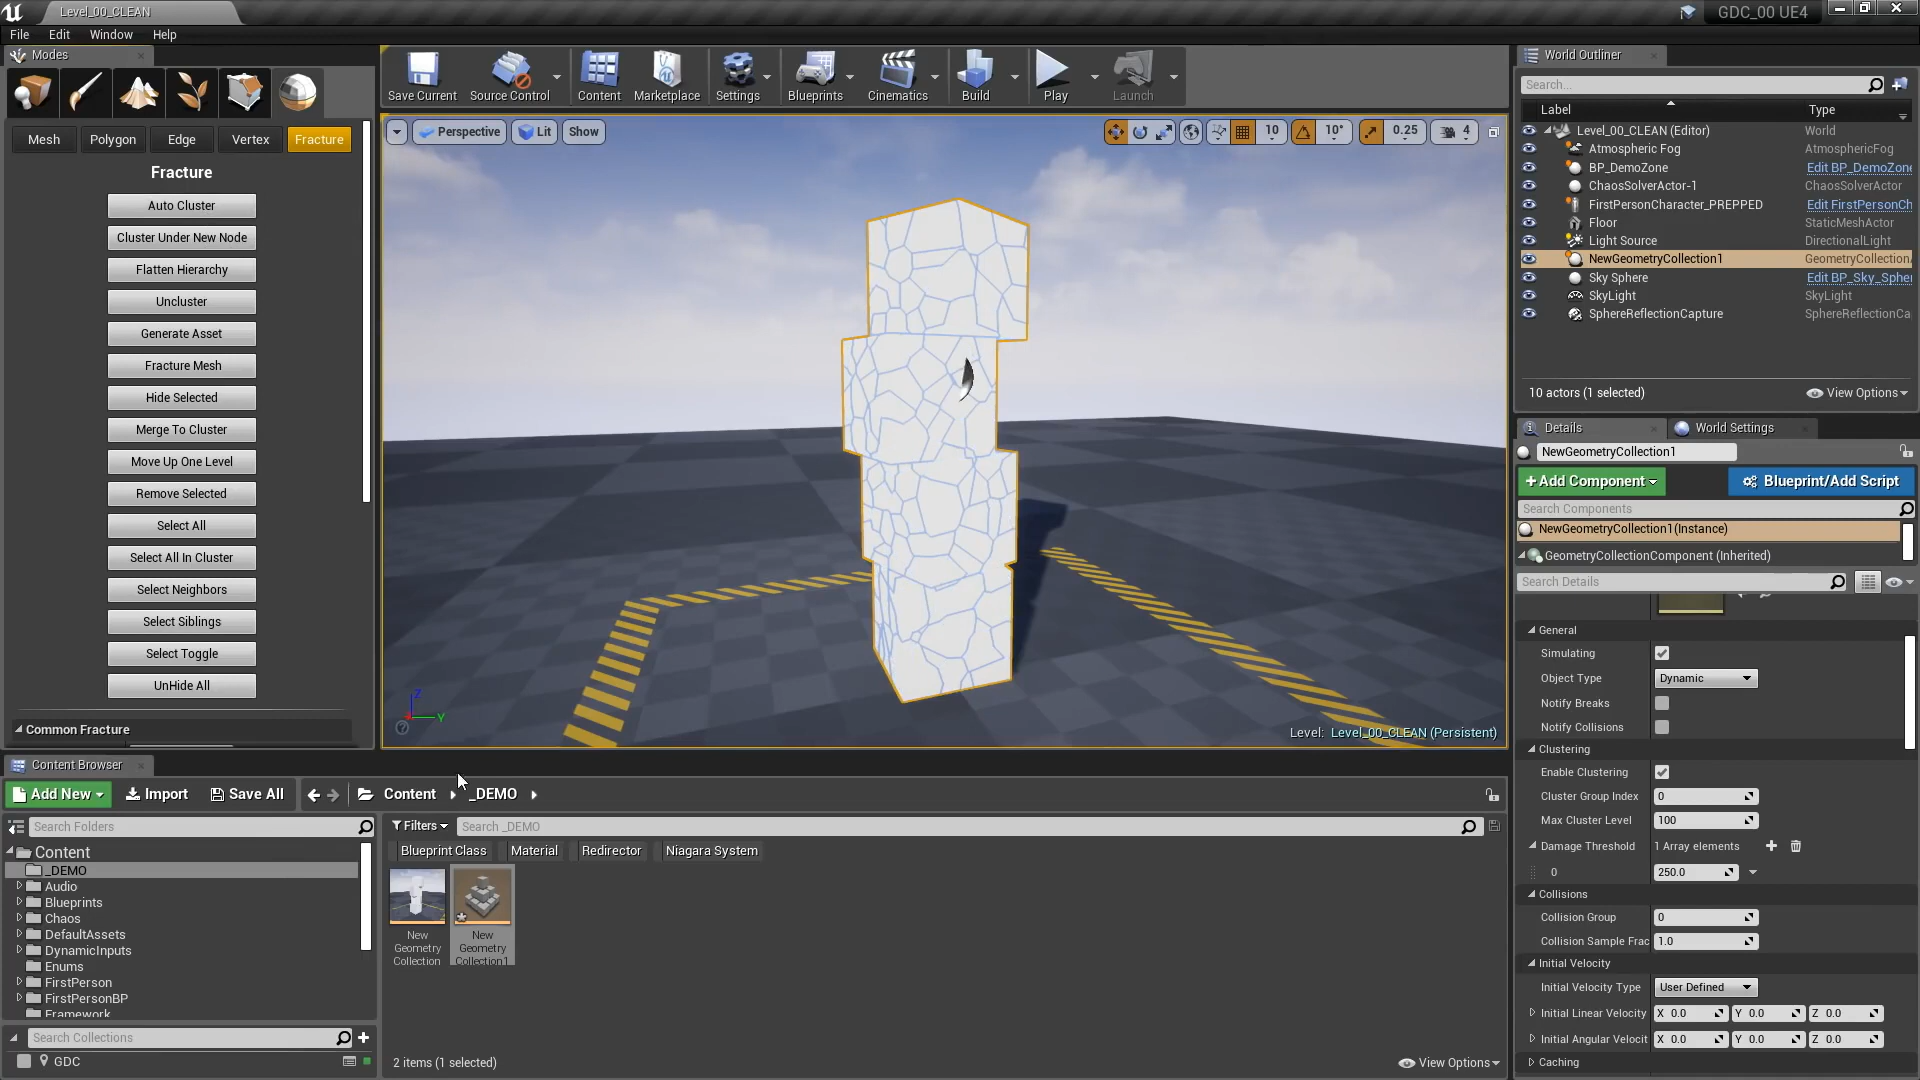 Level_00_CLEAN
GDC_00 UE4
File Edit Window Help
Modes
Mesh Polygon Edge Vertex Fracture
Fracture
Auto Cluster
Cluster Under New Node
Flatten Hierarchy
Uncluster
Generate Asset
Fracture Mesh
Hide Selected
Merge To Cluster
Move Up One Level
Remove Selected
Select All
Select All In Cluster
Select Neighbors
Select Siblings
Select Toggle
UnHide All
Common Fracture
Save Current Source Control Content Marketplace Settings Blueprints Cinematics Build Play Launch
Perspective Lit Show
10 10° 0.25 4
Level: Level_00_CLEAN (Persistent)
World Outliner
Search...
Label Type
Level_00_CLEAN (Editor) World
Atmospheric Fog AtmosphericFog
BP_DemoZone Edit BP_DemoZone
ChaosSolverActor-1 ChaosSolverActor
FirstPersonCharacter_PREPPED Edit FirstPersonCh
Floor StaticMeshActor
Light Source DirectionalLight
NewGeometryCollection1 GeometryCollection
Sky Sphere Edit BP_Sky_Spher
SkyLight SkyLight
SphereReflectionCapture SphereReflectionCa
10 actors (1 selected) View Options
Details World Settings
NewGeometryCollection1
+Add Component Blueprint/Add Script
Search Components
NewGeometryCollection1(Instance)
GeometryCollectionComponent (Inherited)
Search Details
General
Simulating
Object Type Dynamic
Notify Breaks
Notify Collisions
Clustering
Enable Clustering
Cluster Group Index 0
Max Cluster Level 100
Damage Threshold 1 Array elements
0 250.0
Collisions
Collision Group 0
Collision Sample Frac 1.0
Initial Velocity
Initial Velocity Type User Defined
Initial Linear Velocity X 0.0 Y 0.0 Z 0.0
Initial Angular Velocit X 0.0 Y 0.0 Z 0.0
Caching
Content Browser
Add New Import Save All Content _DEMO
Search Folders
Content
_DEMO
Audio
Blueprints
Chaos
DefaultAssets
DynamicInputs
Enums
FirstPerson
FirstPersonBP
Framework
Search Collections
GDC
Filters Search _DEMO
Blueprint Class Material Redirector Niagara System
New Geometry Collection
New Geometry Collection1
2 items (1 selected) View Options